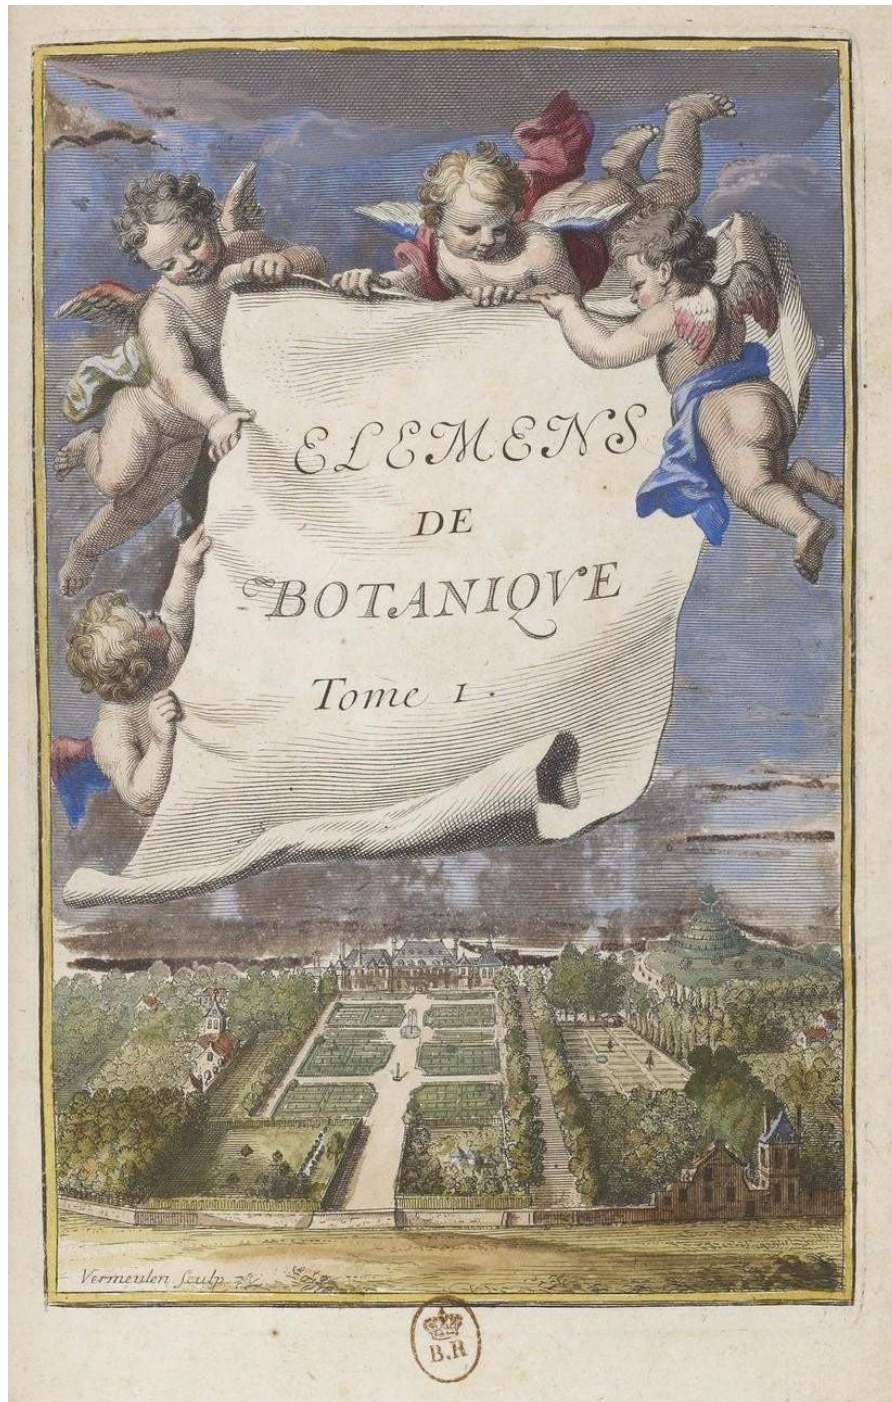 ELEMENS
DE
BOTANIQVE
Tome I.
Vermeulen Sculp.
B.R